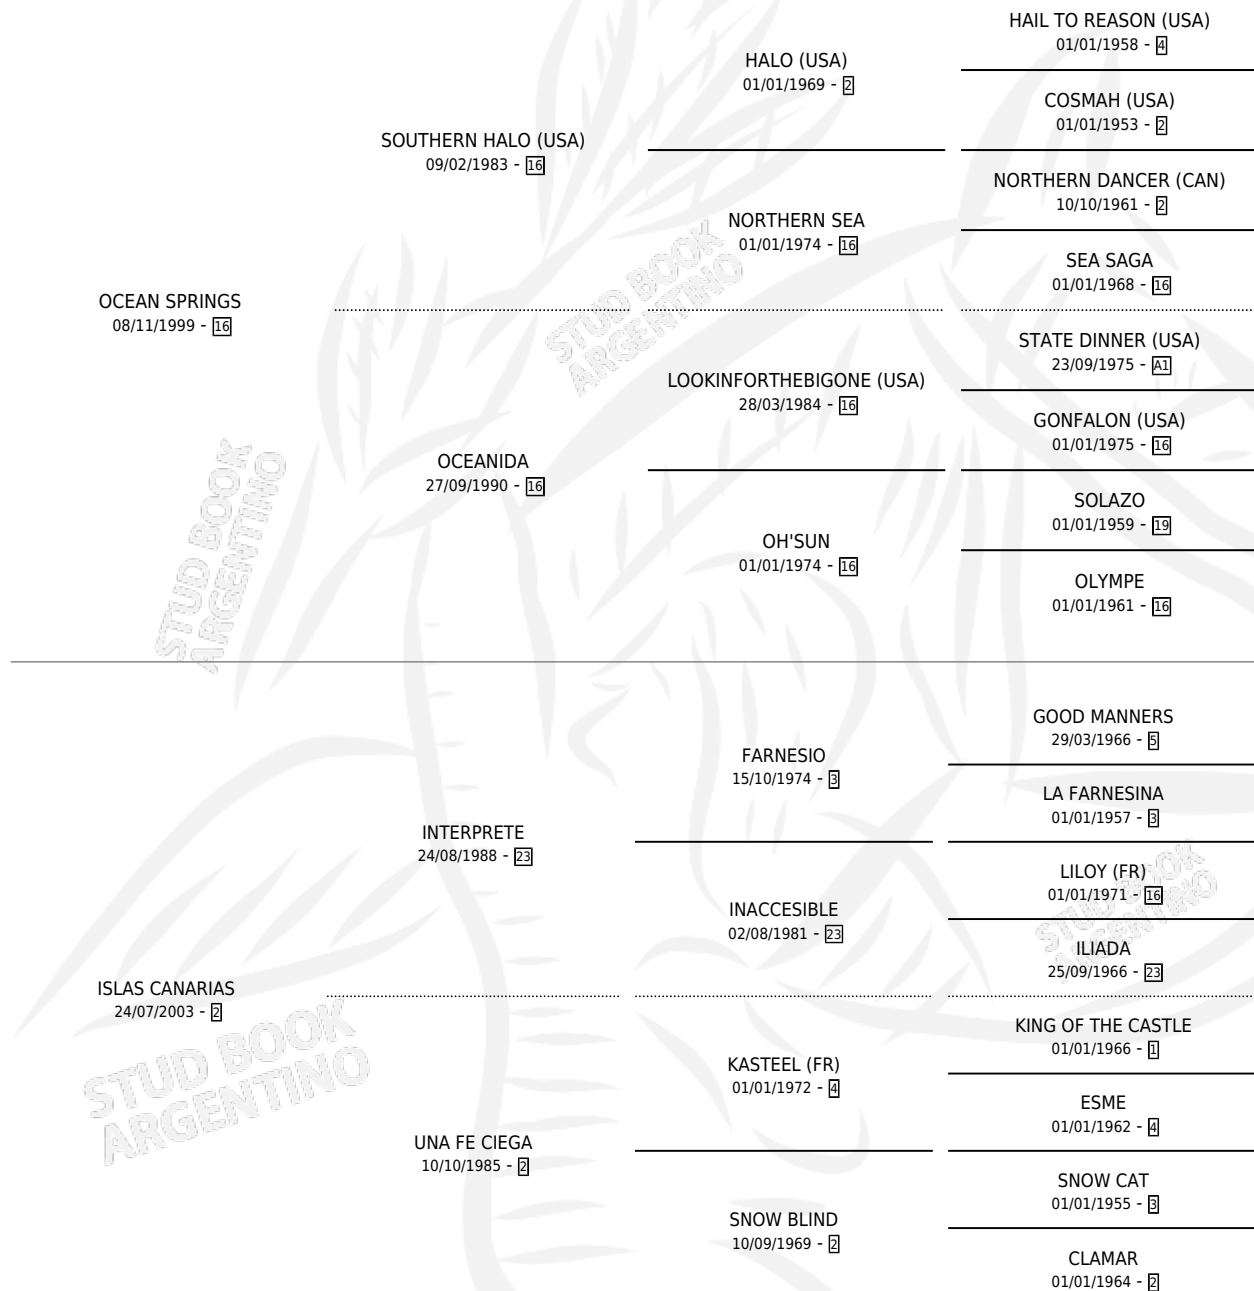 HAIL TO REASON (USA)
01/01/1958 - 4
HALO (USA)
01/01/1969 - 2
COSMAH (USA)
01/01/1953 - 2
SOUTHERN HALO (USA)
09/02/1983 - 16
NORTHERN DANCER (CAN)
10/10/1961 - 2
NORTHERN SEA
01/01/1974 - 16
SEA SAGA
01/01/1968 - 16
OCEAN SPRINGS
08/11/1999 - 16
STATE DINNER (USA)
23/09/1975 - A1
LOOKINFORTHEBIGONE (USA)
28/03/1984 - 16
GONFALON (USA)
01/01/1975 - 16
OCEANIDA
27/09/1990 - 16
SOLAZO
01/01/1959 - 19
OH'SUN
01/01/1974 - 16
OLYMPE
01/01/1961 - 16
GOOD MANNERS
29/03/1966 - 5
FARNESIO
15/10/1974 - 3
LA FARNESINA
01/01/1957 - 3
INTERPRETE
24/08/1988 - 23
LILOY (FR)
01/01/1971 - 16
INACCESIBLE
02/08/1981 - 23
ILIADA
25/09/1966 - 23
ISLAS CANARIAS
24/07/2003 - 2
KING OF THE CASTLE
01/01/1966 - 1
KASTEEL (FR)
01/01/1972 - 4
ESME
01/01/1962 - 4
UNA FE CIEGA
10/10/1985 - 2
SNOW CAT
01/01/1955 - 3
SNOW BLIND
10/09/1969 - 2
CLAMAR
01/01/1964 - 2
STUD BOOK
ARGENTINO
STUD BOOK
ARGENTINO
STUD BOOK
ARGENTINO
STUD BOOK
ARGENTINO